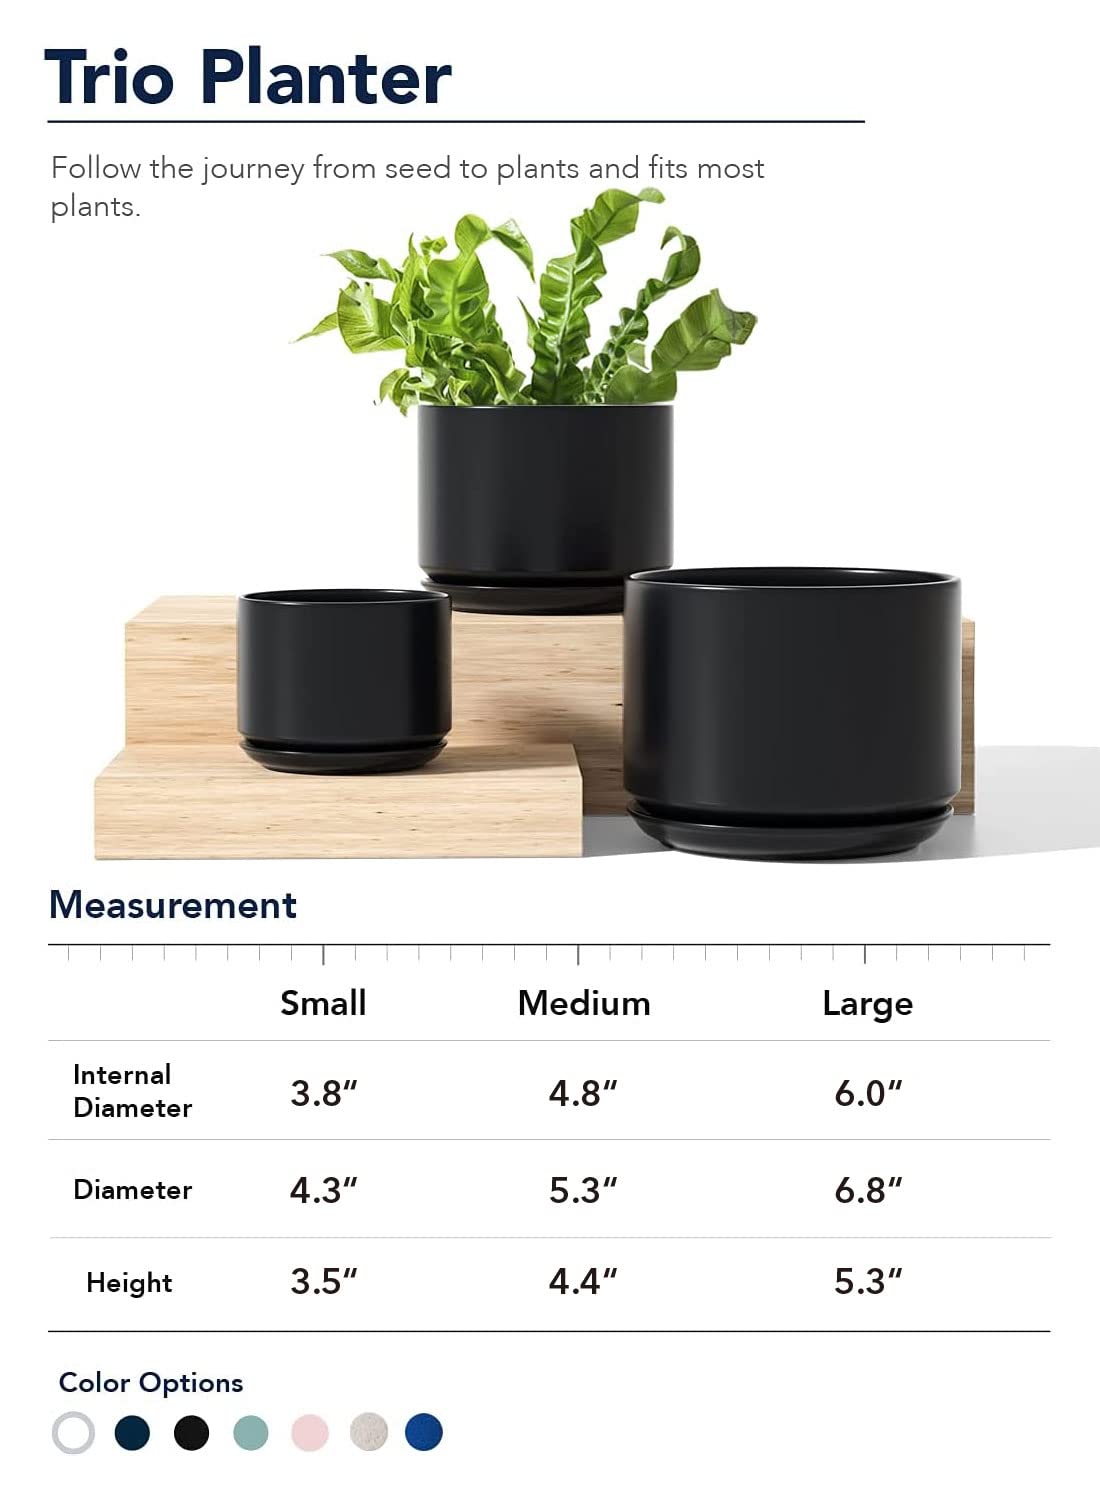 Trio Planter
Follow the journey from seed to plants and fits most
plants.
Measurement
Small Medium Large
Internal
Diameter 3.8“ 4.8“ 6.0“
Diameter 4.3“ 5.3“ 6.8“
Height 3.5“ 4.4“ 5.3“
Color Options